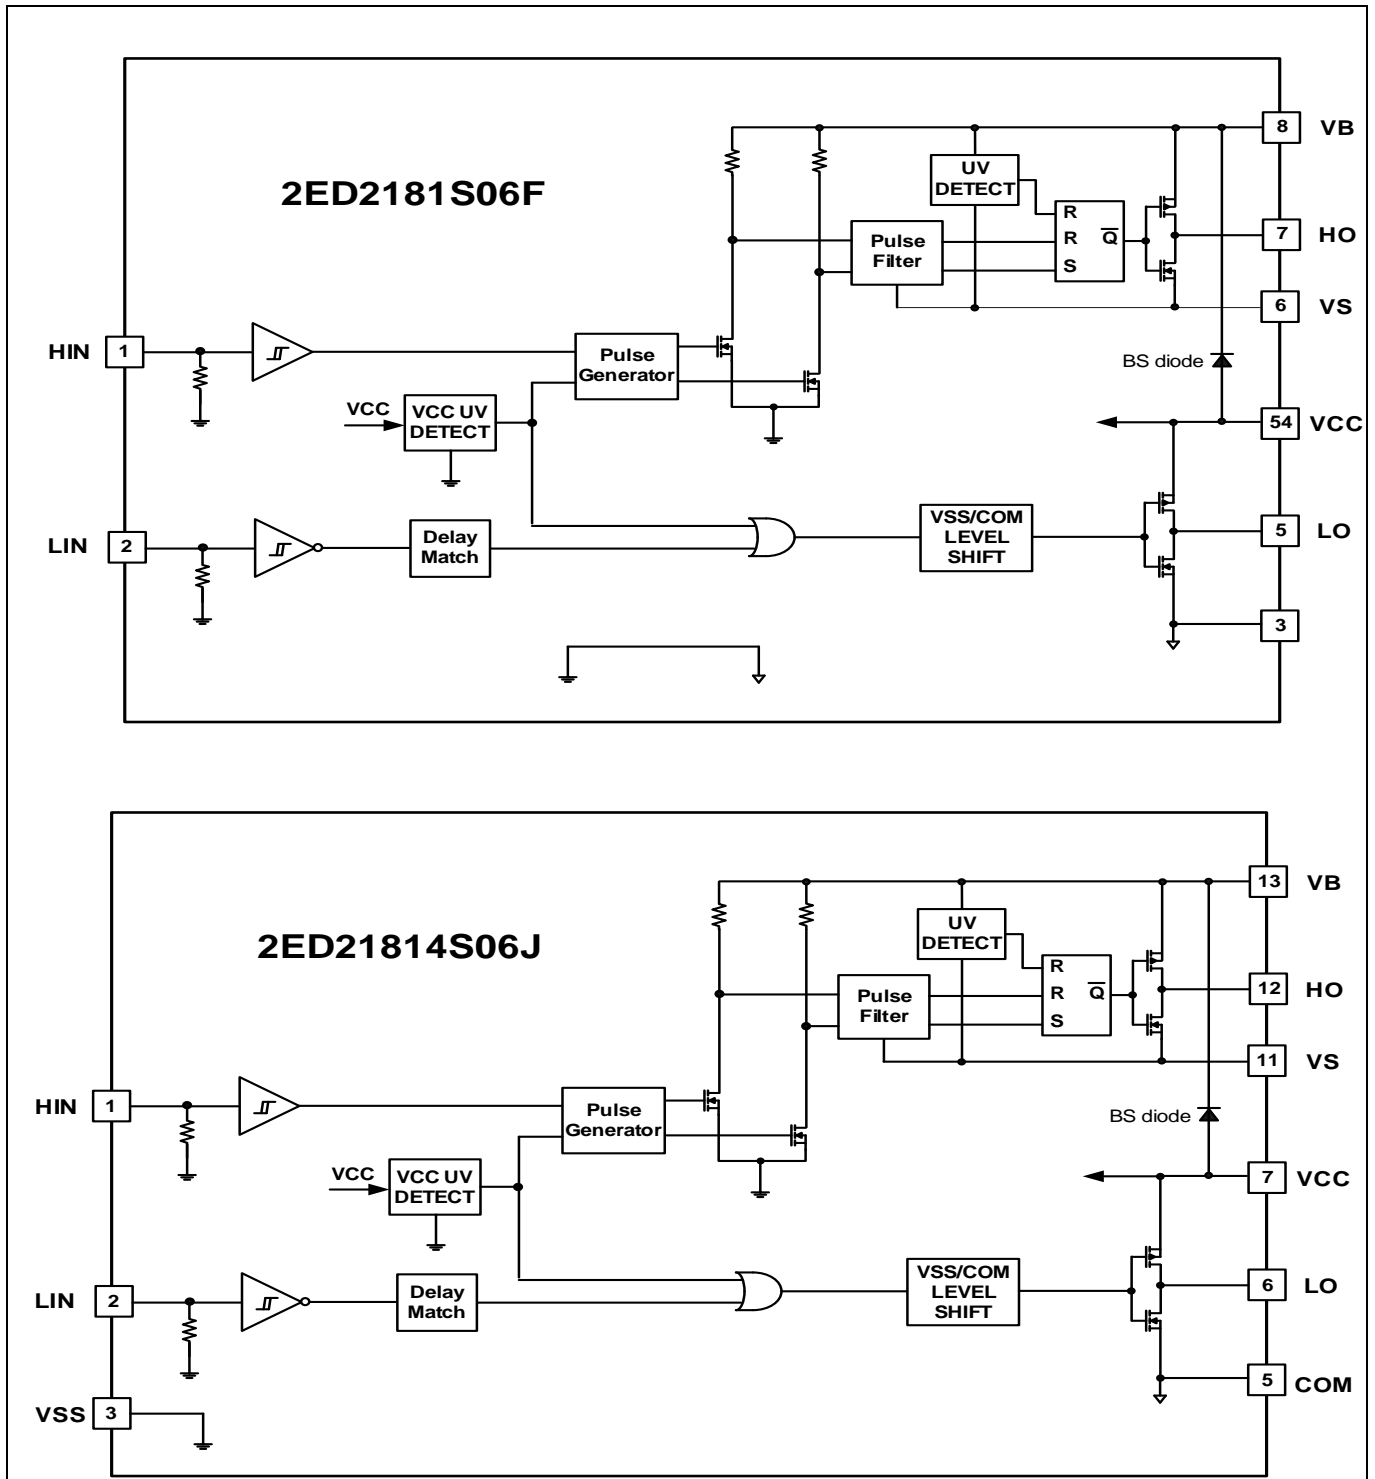 8 VB
UV
DETECT
2ED2181S06F
R
R
S
Q
Pulse
Filter
7 HO
6 VS
HIN 1
Pulse
Generator
BS diode
VCC
VCC UV
DETECT
54 VCC
LIN 2
Delay
Match
VSS/COM
LEVEL
SHIFT
5 LO
3
13 VB
UV
DETECT
2ED21814S06J
R
R
S
Q
Pulse
Filter
12 HO
11 VS
HIN 1
Pulse
Generator
BS diode
VCC
VCC UV
DETECT
7 VCC
LIN 2
Delay
Match
VSS/COM
LEVEL
SHIFT
6 LO
5 COM
VSS 3